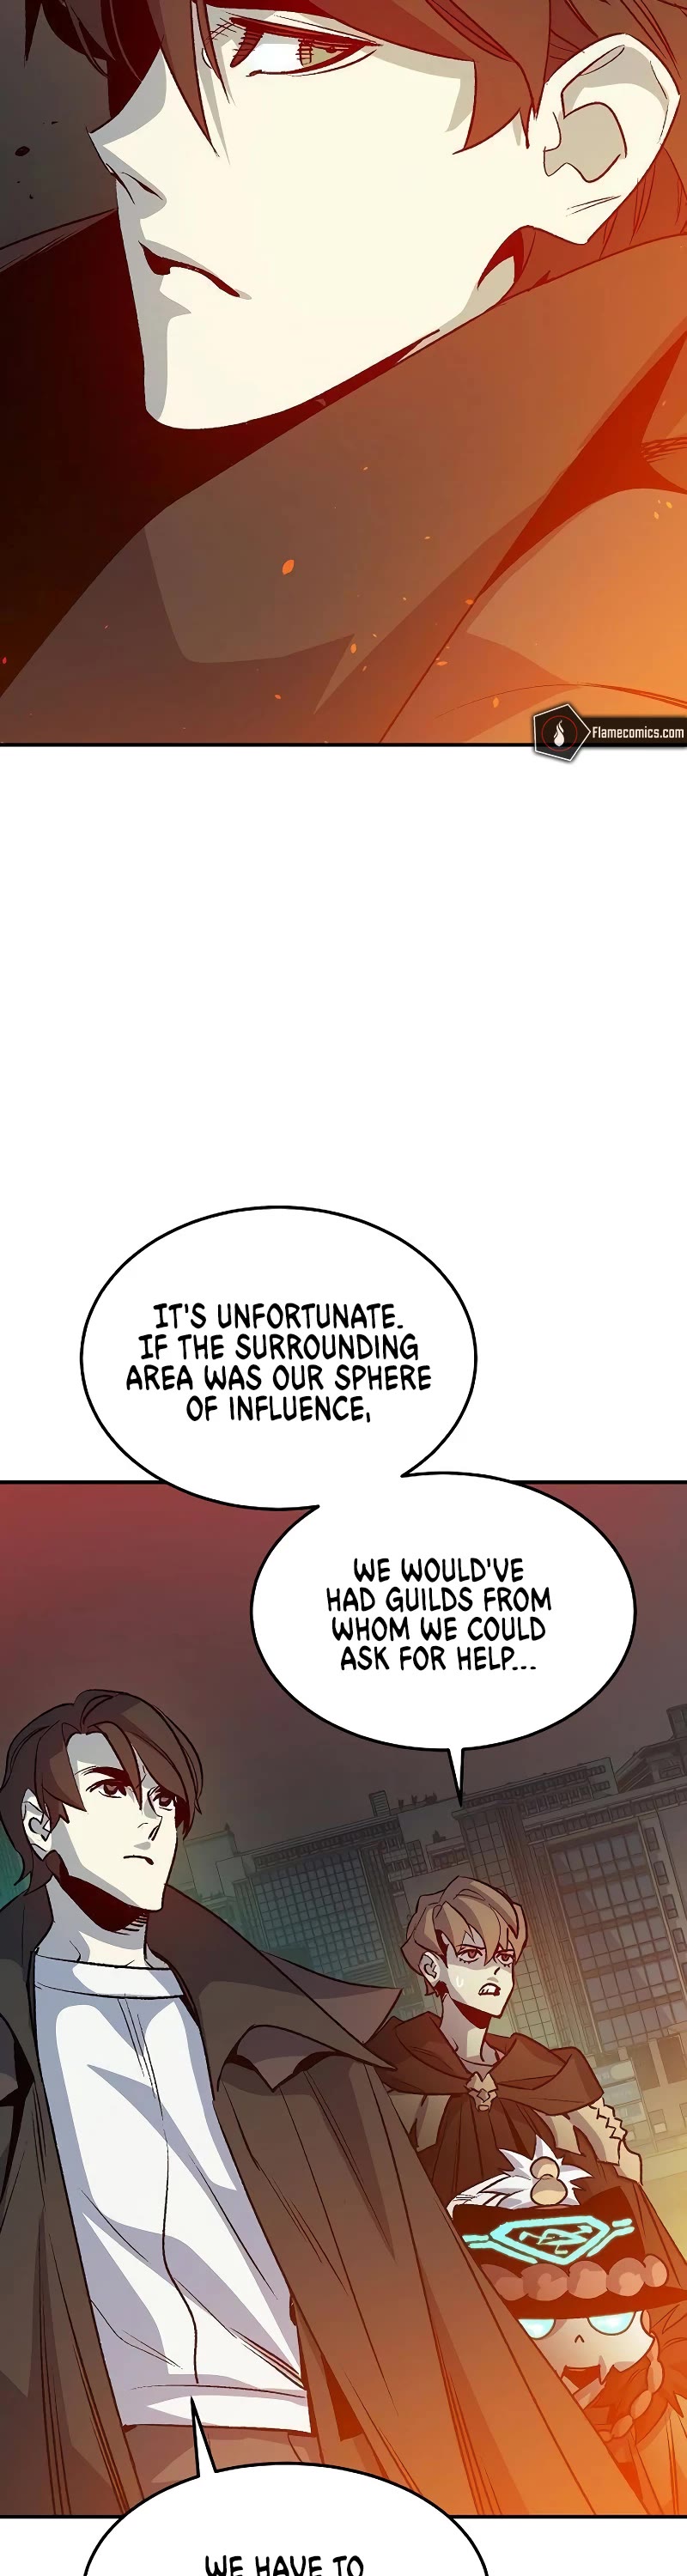 Flamecomics.com
IT'S UNFORTUNATE.
IF THE SURROUNDING
AREA WAS OUR SPHERE
OF INFLUENCE,
WE WOULD'VE
HAD GUILDS FROM
WHOM WE COULD
ASK FOR HELP...
WE HAVE TO